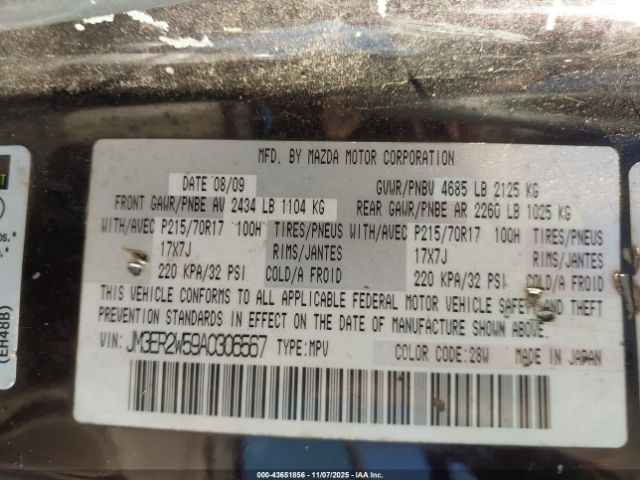 MFD. BY MAZDA MOTOR CORPORATION
DATE 08/09 GVWR/PNBV 4685 LB 2125 KG
FRONT GAWR/PNBE AV 2434 LB 1104 KG REAR GAWR/PNBE AR 2260 LB 1025 KG
WITH/AVEC P215/70R17 100H TIRES/PNEUS WITH/AVEC P215/70R17 100H TIRES/PNEUS
17X7J RIMS/JANTES 17X7J RIMS/JANTES
220 KPA/32 PSI COLD/A FROID 220 KPA/32 PSI COLD/A FROID
THIS VEHICLE CONFORMS TO ALL APPLICABLE FEDERAL MOTOR VEHICLE SAFETY AND THEFT
PREVENTION STANDARDS IN EFFECT ON THE DATE OF MANUFACTURE SHOWN ABOVE.
VIN: JM3ER2W59A0306567 TYPE: MPV COLOR CODE: 28W MADE IN JAPAN
(EH48B)
000-43651856 - 11/07/2025 - IAAI.CA